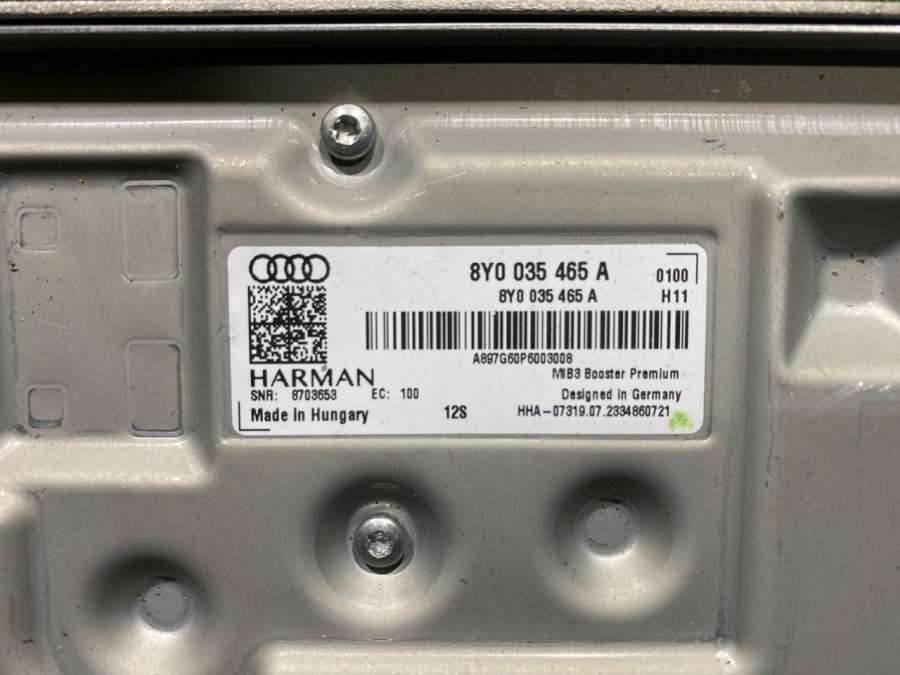 8Y0 035 465 A 0100
8Y0 035 465 A H11
A897G60P6003008
HARMAN MIB3 Booster Premium
SNR: 8703653 EC: 100 Designed in Germany
Made in Hungary 12S HHA-07319.07.2334860721